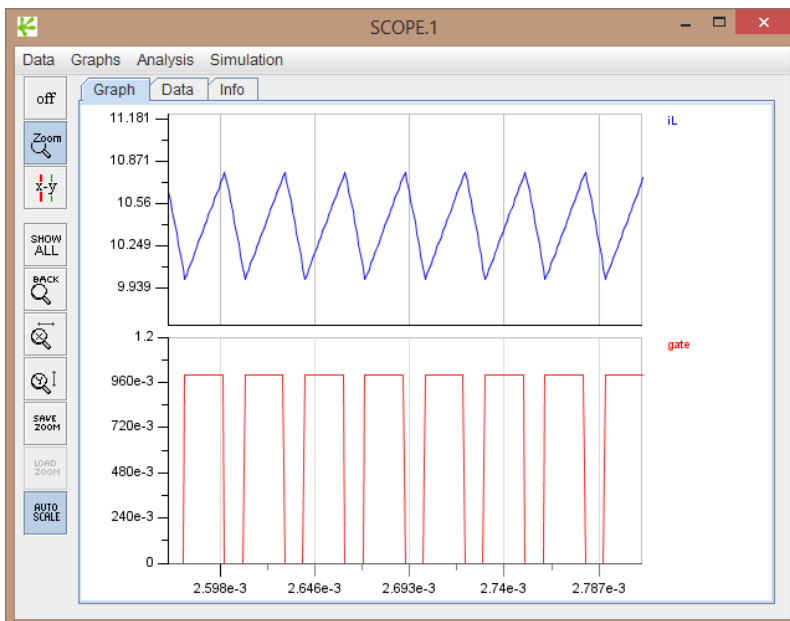 SCOPE.1
Data Graphs Analysis Simulation
off
Zoom
x-y
SHOW
ALL
BACK
X
Y
SAVE
ZOOM
LOAD
ZOOM
AUTO
SCALE
Graph Data Info
11.181
10.871
10.56
10.249
9.939
iL
1.2
960e-3
720e-3
480e-3
240e-3
0
gate
2.598e-3 2.646e-3 2.693e-3 2.74e-3 2.787e-3